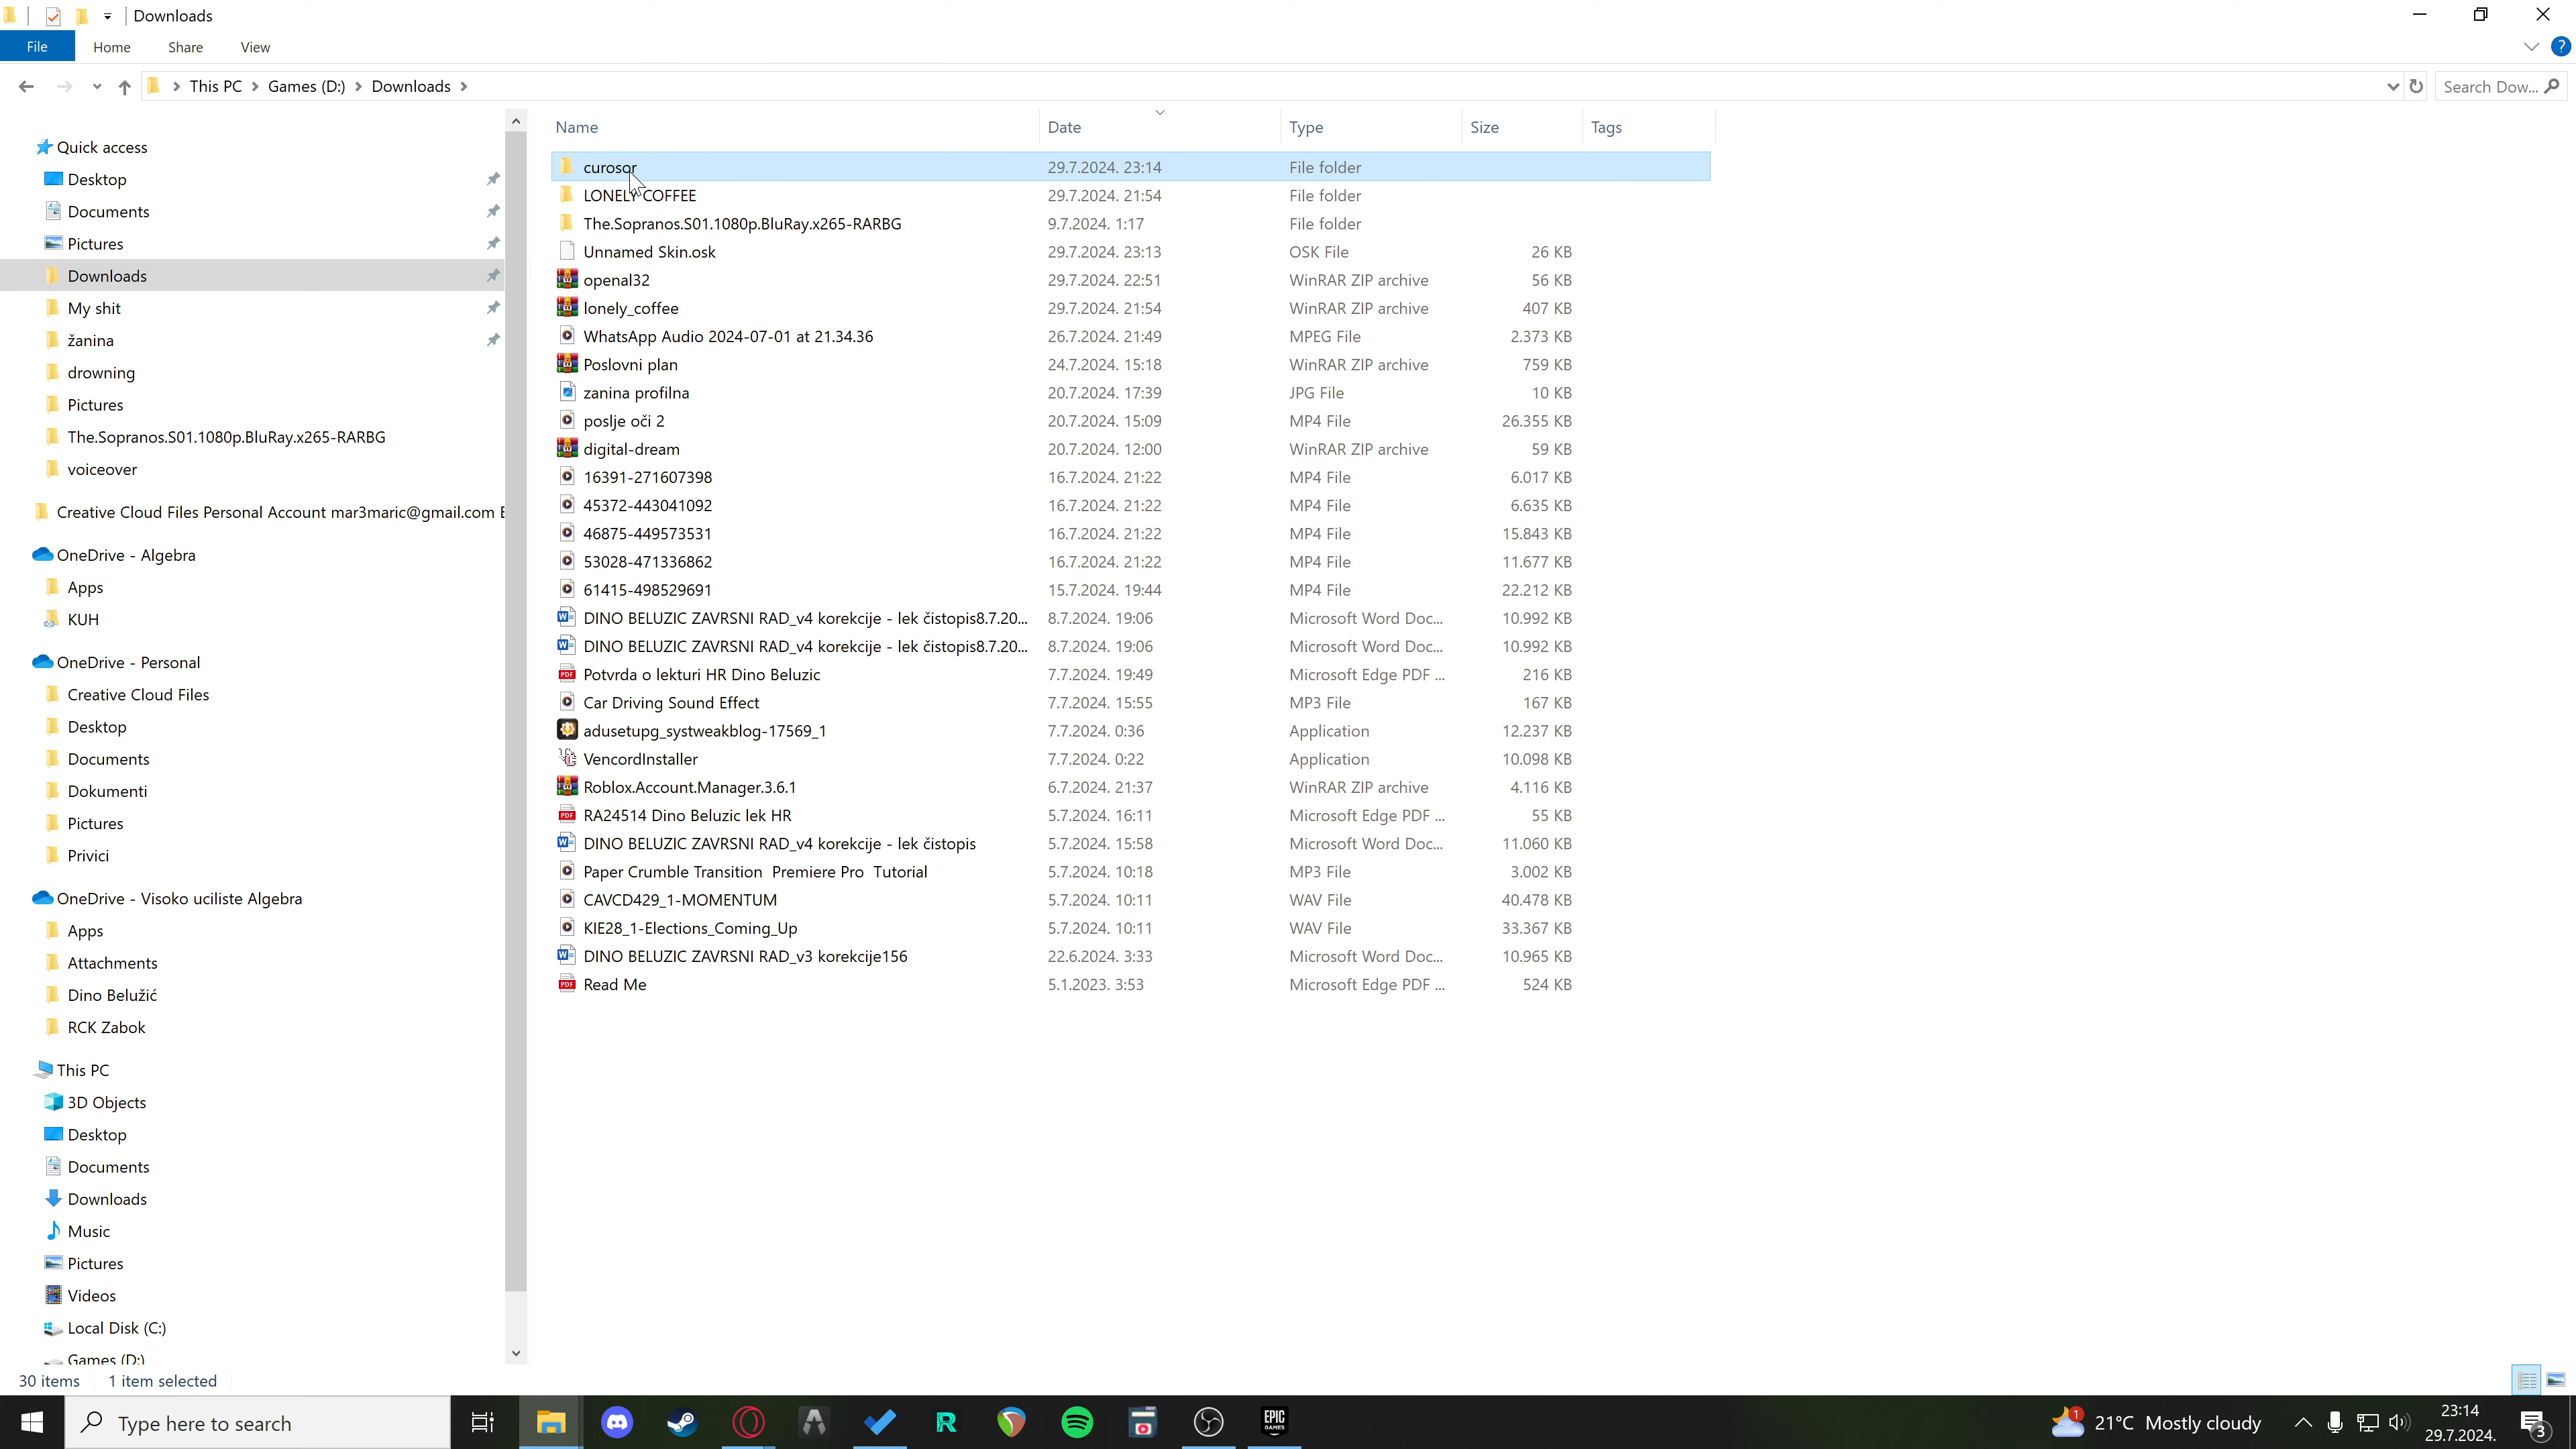 Downloads
File Home Share View
This PC Games (D:) Downloads Search Dow...
Quick access
Desktop
Documents
Pictures
Downloads
My shit
žanina
drowning
Pictures
The.Sopranos.S01.1080p.BluRay.x265-RARBG
voiceover
Creative Cloud Files Personal Account mar3maric@gmail.com E
OneDrive - Algebra
Apps
KUH
OneDrive - Personal
Creative Cloud Files
Desktop
Documents
Dokumenti
Pictures
Privici
OneDrive - Visoko uciliste Algebra
Apps
Attachments
Dino Belužić
RCK Zabok
This PC
3D Objects
Desktop
Documents
Downloads
Music
Pictures
Videos
Local Disk (C:)
Games (D:)
Name Date Type Size Tags
curosor 29.7.2024. 23:14 File folder
LONELY COFFEE 29.7.2024. 21:54 File folder
The.Sopranos.S01.1080p.BluRay.x265-RARBG 9.7.2024. 1:17 File folder
Unnamed Skin.osk 29.7.2024. 23:13 OSK File 26 KB
openal32 29.7.2024. 22:51 WinRAR ZIP archive 56 KB
lonely_coffee 29.7.2024. 21:54 WinRAR ZIP archive 407 KB
WhatsApp Audio 2024-07-01 at 21.34.36 26.7.2024. 21:49 MPEG File 2.373 KB
Poslovni plan 24.7.2024. 15:18 WinRAR ZIP archive 759 KB
zanina profilna 20.7.2024. 17:39 JPG File 10 KB
poslje oči 2 20.7.2024. 15:09 MP4 File 26.355 KB
digital-dream 20.7.2024. 12:00 WinRAR ZIP archive 59 KB
16391-271607398 16.7.2024. 21:22 MP4 File 6.017 KB
45372-443041092 16.7.2024. 21:22 MP4 File 6.635 KB
46875-449573531 16.7.2024. 21:22 MP4 File 15.843 KB
53028-471336862 16.7.2024. 21:22 MP4 File 11.677 KB
61415-498529691 15.7.2024. 19:44 MP4 File 22.212 KB
DINO BELUZIC ZAVRSNI RAD_v4 korekcije - lek čistopis8.7.20... 8.7.2024. 19:06 Microsoft Word Doc... 10.992 KB
DINO BELUZIC ZAVRSNI RAD_v4 korekcije - lek čistopis8.7.20... 8.7.2024. 19:06 Microsoft Word Doc... 10.992 KB
Potvrda o lekturi HR Dino Beluzic 7.7.2024. 19:49 Microsoft Edge PDF ... 216 KB
Car Driving Sound Effect 7.7.2024. 15:55 MP3 File 167 KB
adusetupg_systweakblog-17569_1 7.7.2024. 0:36 Application 12.237 KB
VencordInstaller 7.7.2024. 0:22 Application 10.098 KB
Roblox.Account.Manager.3.6.1 6.7.2024. 21:37 WinRAR ZIP archive 4.116 KB
RA24514 Dino Beluzic lek HR 5.7.2024. 16:11 Microsoft Edge PDF ... 55 KB
DINO BELUZIC ZAVRSNI RAD_v4 korekcije - lek čistopis 5.7.2024. 15:58 Microsoft Word Doc... 11.060 KB
Paper Crumble Transition Premiere Pro Tutorial 5.7.2024. 10:18 MP3 File 3.002 KB
CAVCD429_1-MOMENTUM 5.7.2024. 10:11 WAV File 40.478 KB
KIE28_1-Elections_Coming_Up 5.7.2024. 10:11 WAV File 33.367 KB
DINO BELUZIC ZAVRSNI RAD_v3 korekcije156 22.6.2024. 3:33 Microsoft Word Doc... 10.965 KB
Read Me 5.1.2023. 3:53 Microsoft Edge PDF ... 524 KB
30 items 1 item selected
Type here to search
EPIC GAMES
1 21°C Mostly cloudy
23:14
29.7.2024.
3